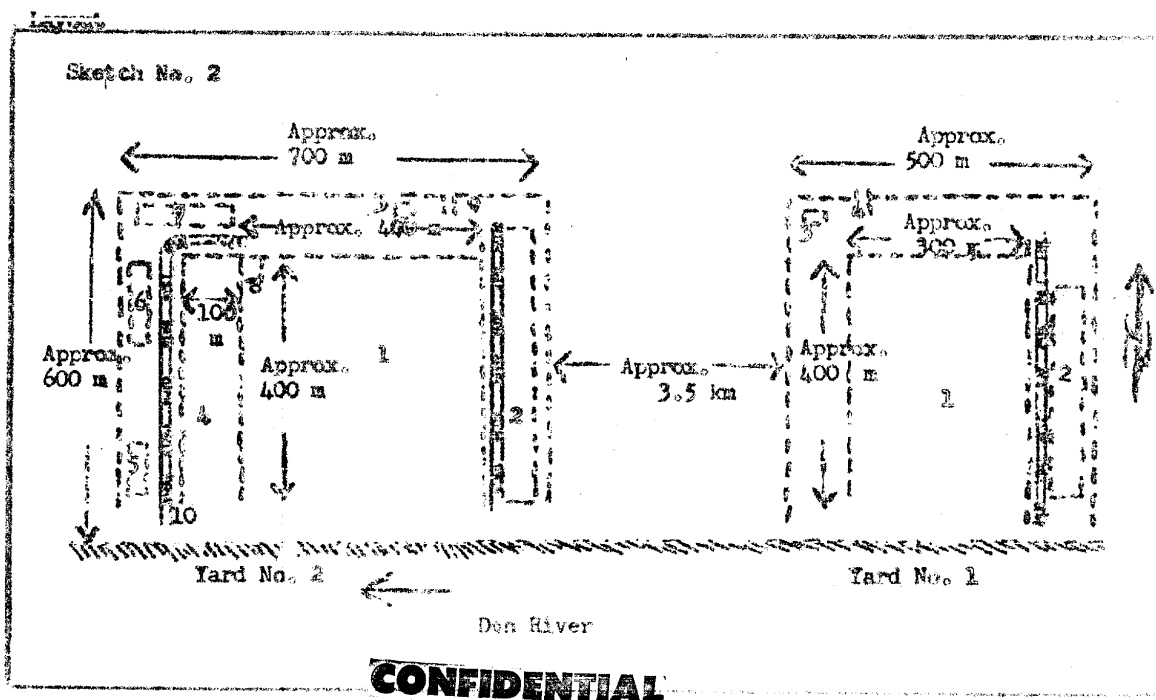 Legend
Sketch No. 2
Approx.
700 m
Approx.
500 m
7
Approx. 400 m
5
4
Approx.
300 m
6
100
m
8
Approx.
600 m
Approx.
400 m
1
2
4
Approx.
3.5 km
Approx.
400 m
1
2
5
10
Yard No. 2
Yard No. 1
Don River
CONFIDENTIAL